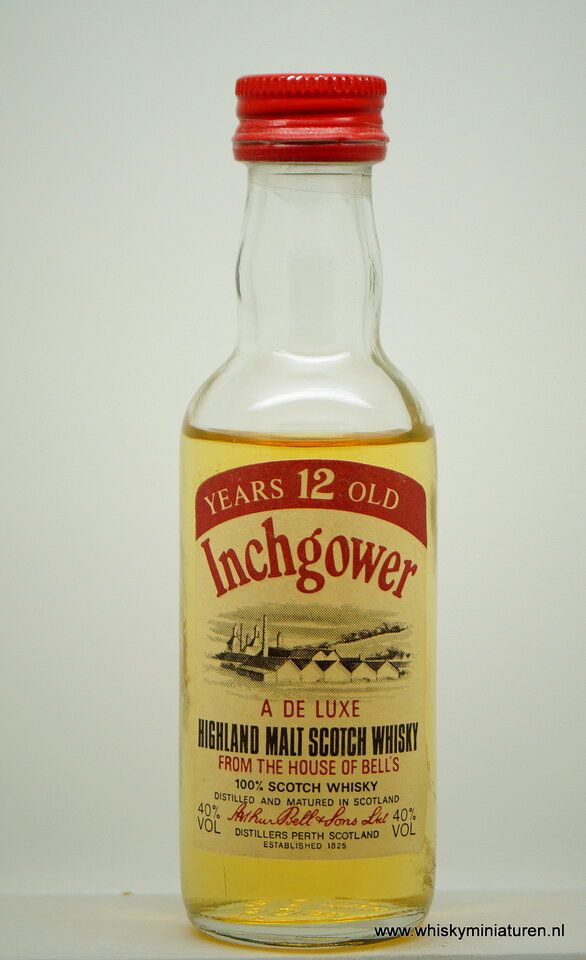 YEARS 12 OLD
Inchgower
A DE LUXE
HIGHLAND MALT SCOTCH WHISKY
FROM THE HOUSE OF BELL'S
100% SCOTCH WHISKY
DISTILLED AND MATURED IN SCOTLAND
40% VOL Arthur Bell & Sons Ltd 40% VOL
DISTILLERS PERTH SCOTLAND
ESTABLISHED 1825
www.whiskyminiaturen.nl